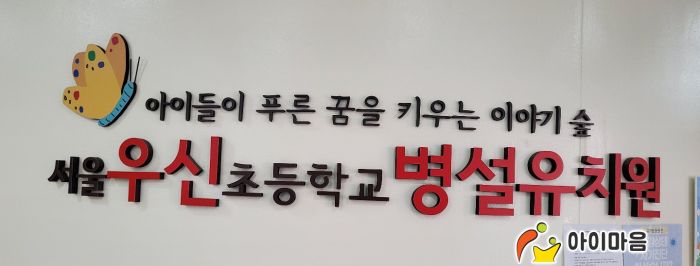 아이들이 푸른 꿈을 키우는 이야기 숲
서울우신초등학교 병설유치원
아이마음